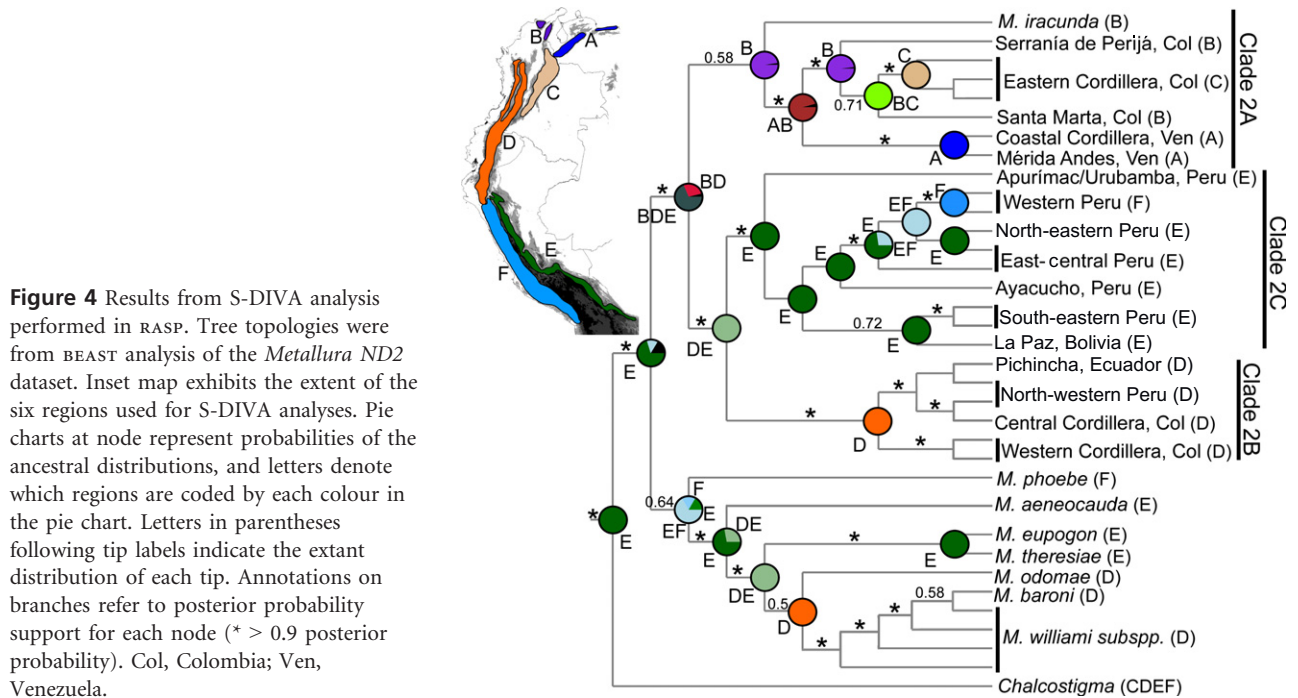 Figure 4 Results from S-DIVA analysis
performed in RASP. Tree topologies were
from BEAST analysis of the Metallura ND2
dataset. Inset map exhibits the extent of the
six regions used for S-DIVA analyses. Pie
charts at node represent probabilities of the
ancestral distributions, and letters denote
which regions are coded by each colour in
the pie chart. Letters in parentheses
following tip labels indicate the extant
distribution of each tip. Annotations on
branches refer to posterior probability
support for each node (* > 0.9 posterior
probability). Col, Colombia; Ven,
Venezuela.
B
A
C
D
E
F
M. iracunda (B)
B
0.58
Serranía de Perijá, Col (B)
B
*
C
*
Eastern Cordillera, Col (C)
BC
0.71
*
AB
Santa Marta, Col (B)
Coastal Cordillera, Ven (A)
*
A
Mérida Andes, Ven (A)
Clade 2A
Apurímac/Urubamba, Peru (E)
BD
*
BDE
F
*
Western Peru (F)
EF
E
*
EF
North-eastern Peru (E)
E
*
E
E
East-central Peru (E)
Ayacucho, Peru (E)
E
South-eastern Peru (E)
0.72
E
La Paz, Bolivia (E)
Clade 2C
*
DE
*
E
Pichincha, Ecuador (D)
*
North-western Peru (D)
*
*
Central Cordillera, Col (D)
D
*
Western Cordillera, Col (D)
Clade 2B
M. phoebe (F)
F
0.64
E
EF
M. aeneocauda (E)
DE
*
E
M. eupogon (E)
*
E
M. theresiae (E)
*
DE
M. odomae (D)
0.5
D
0.58
M. baroni (D)
*
*
*
M. williami subspp. (D)
*
E
Chalcostigma (CDEF)